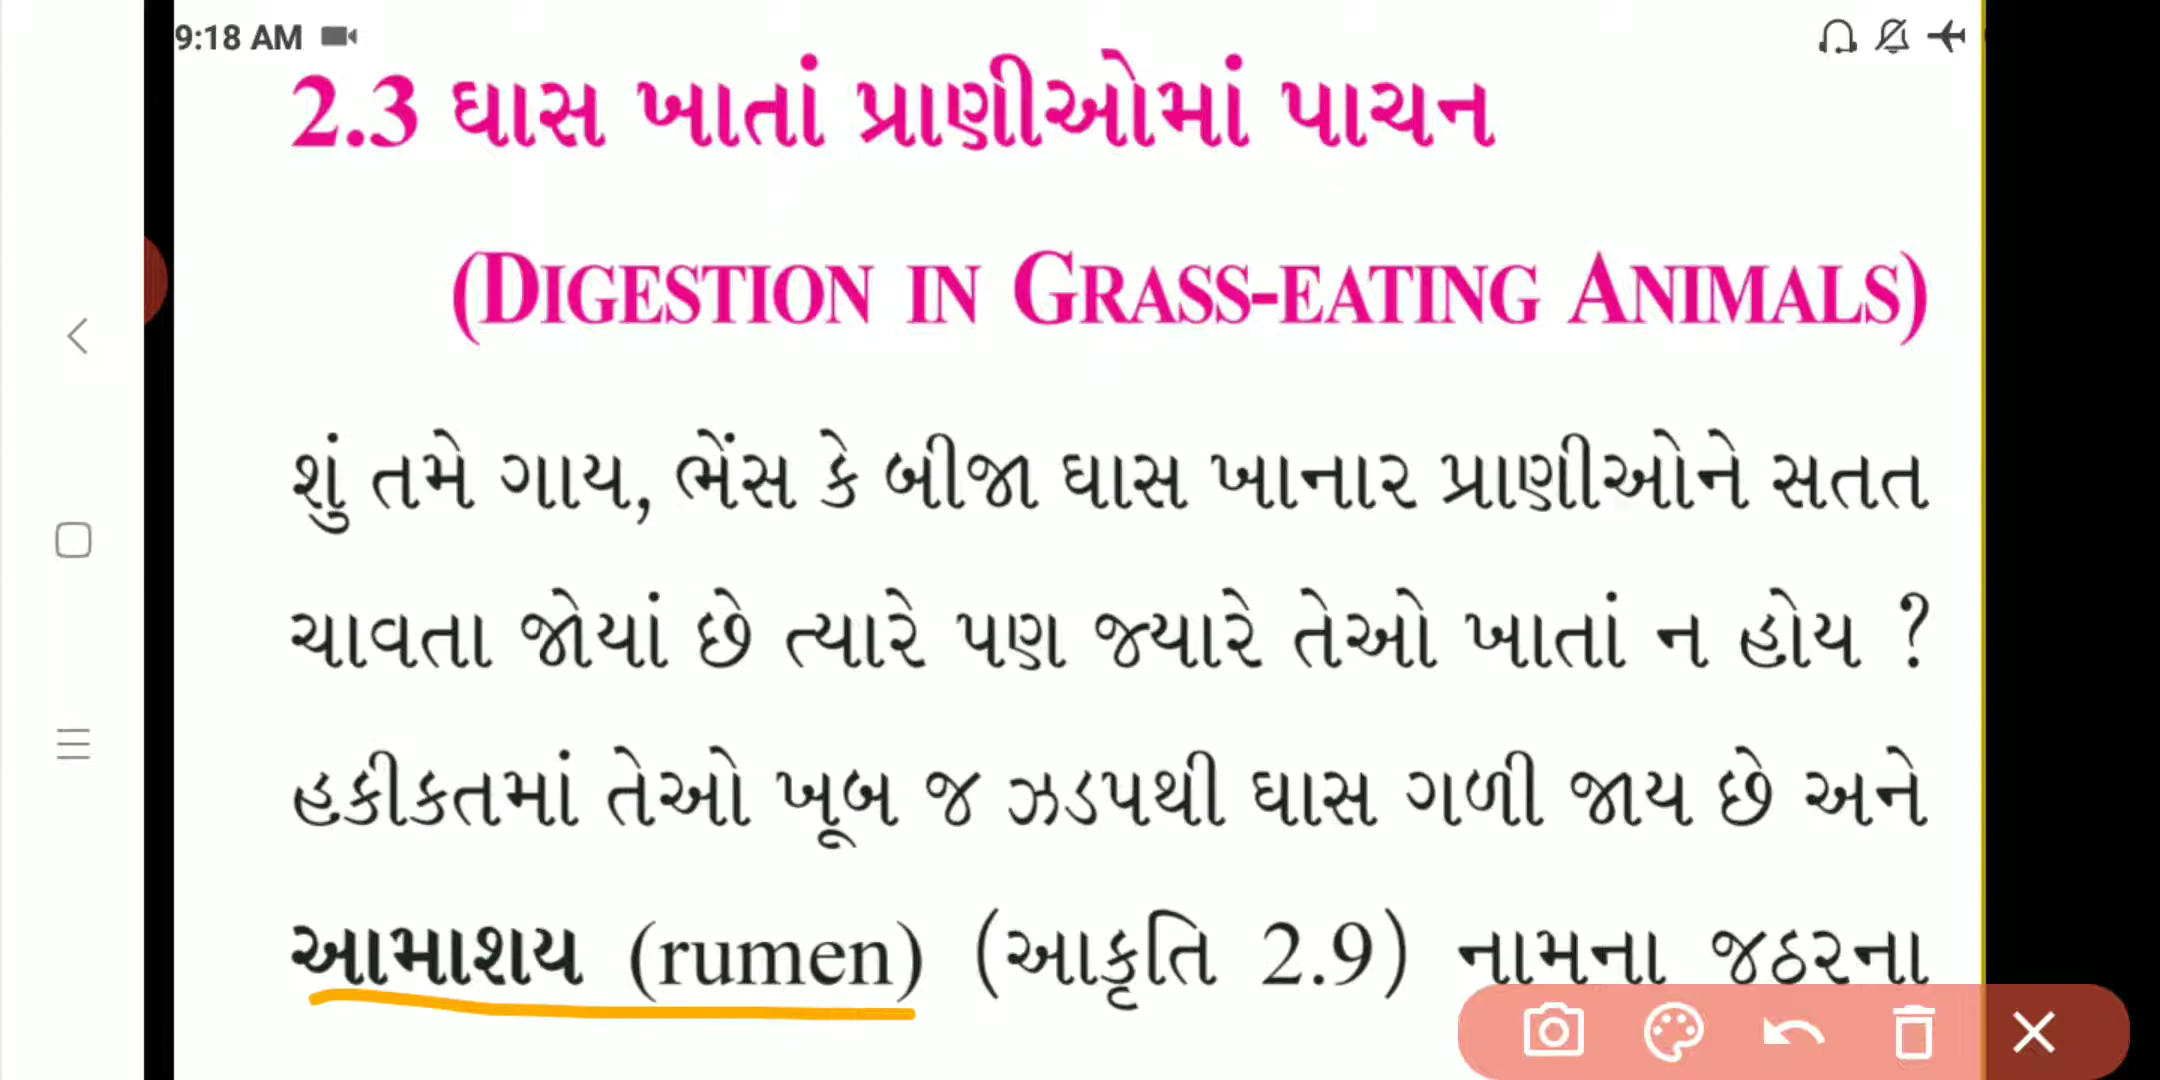 9:18 AM
2.3 ઘાસ ખાતાં પ્રાણીઓમાં પાચન
(DIGESTION IN GRASS-EATING ANIMALS)
શું તમે ગાય, ભેંસ કે બીજા ઘાસ ખાનાર પ્રાણીઓને સતત
ચાવતા જોયાં છે ત્યારે પણ જ્યારે તેઓ ખાતાં ન હોય ?
હકીકતમાં તેઓ ખૂબ જ ઝડપથી ઘાસ ગળી જાય છે અને
આમાશય (rumen) (આકૃતિ 2.9) નામના જઠરના